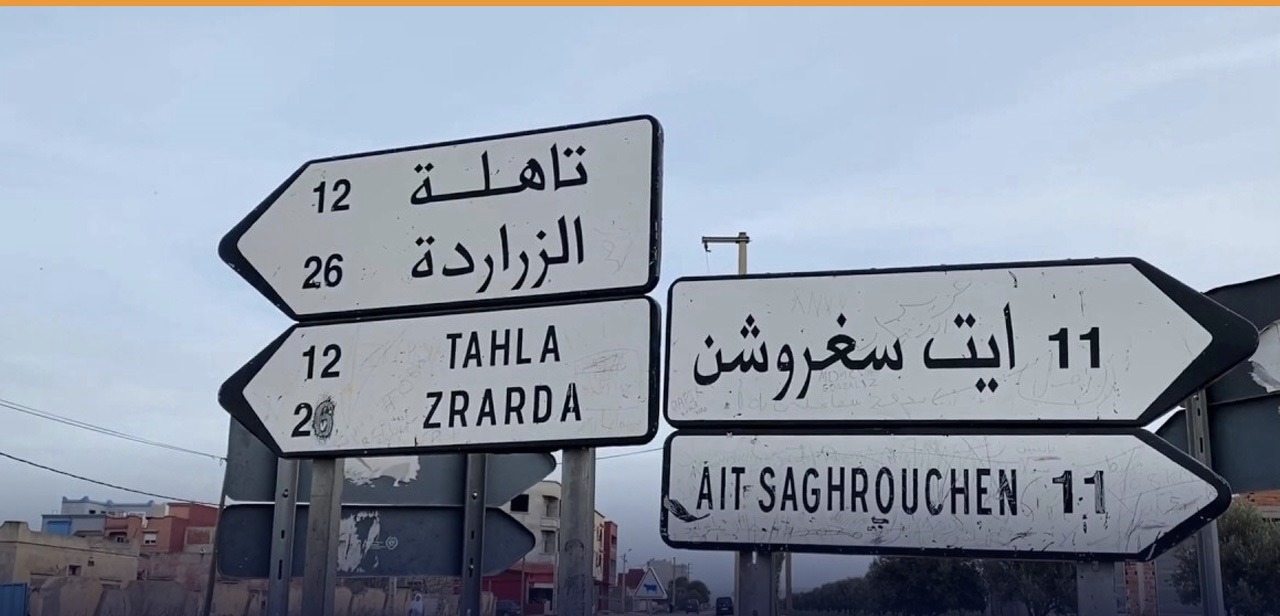 تاهلة 12
الزراردة 26
12 TAHLA
26 ZRARDA
ايت سغروشن 11
AIT SAGHROUCHEN 11